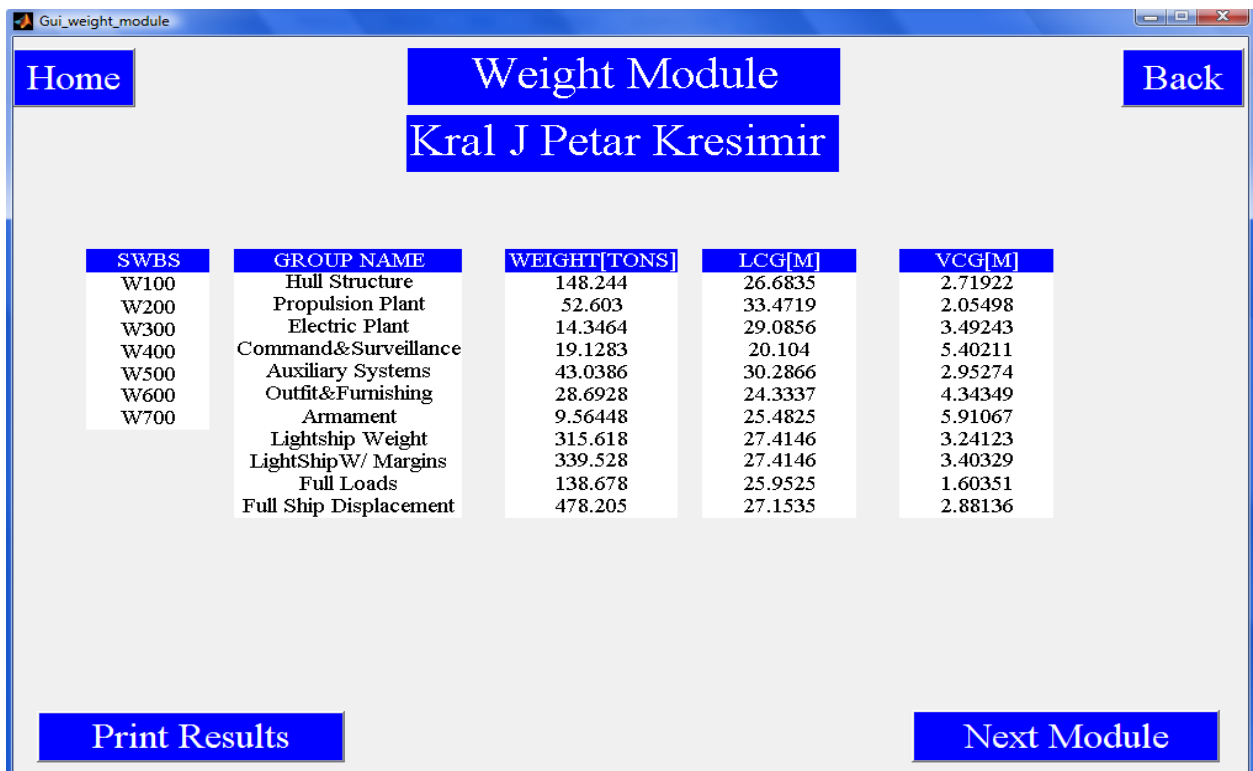 Gui_weight_module
Home
Weight Module
Back
Kral J Petar Kresimir
SWBS GROUP NAME WEIGHT[TONS] LCG[M] VCG[M]
W100 Hull Structure 148.244 26.6835 2.71922
W200 Propulsion Plant 52.603 33.4719 2.05498
W300 Electric Plant 14.3464 29.0856 3.49243
W400 Command&Surveillance 19.1283 20.104 5.40211
W500 Auxiliary Systems 43.0386 30.2866 2.95274
W600 Outfit&Furnishing 28.6928 24.3337 4.34349
W700 Armament 9.56448 25.4825 5.91067
Lightship Weight 315.618 27.4146 3.24123
LightShipW/ Margins 339.528 27.4146 3.40329
Full Loads 138.678 25.9525 1.60351
Full Ship Displacement 478.205 27.1535 2.88136
Print Results
Next Module